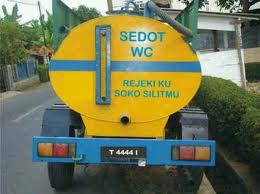 SEDOT
WC
REJEKI KU
SOKO SILITMU
T 4444 I